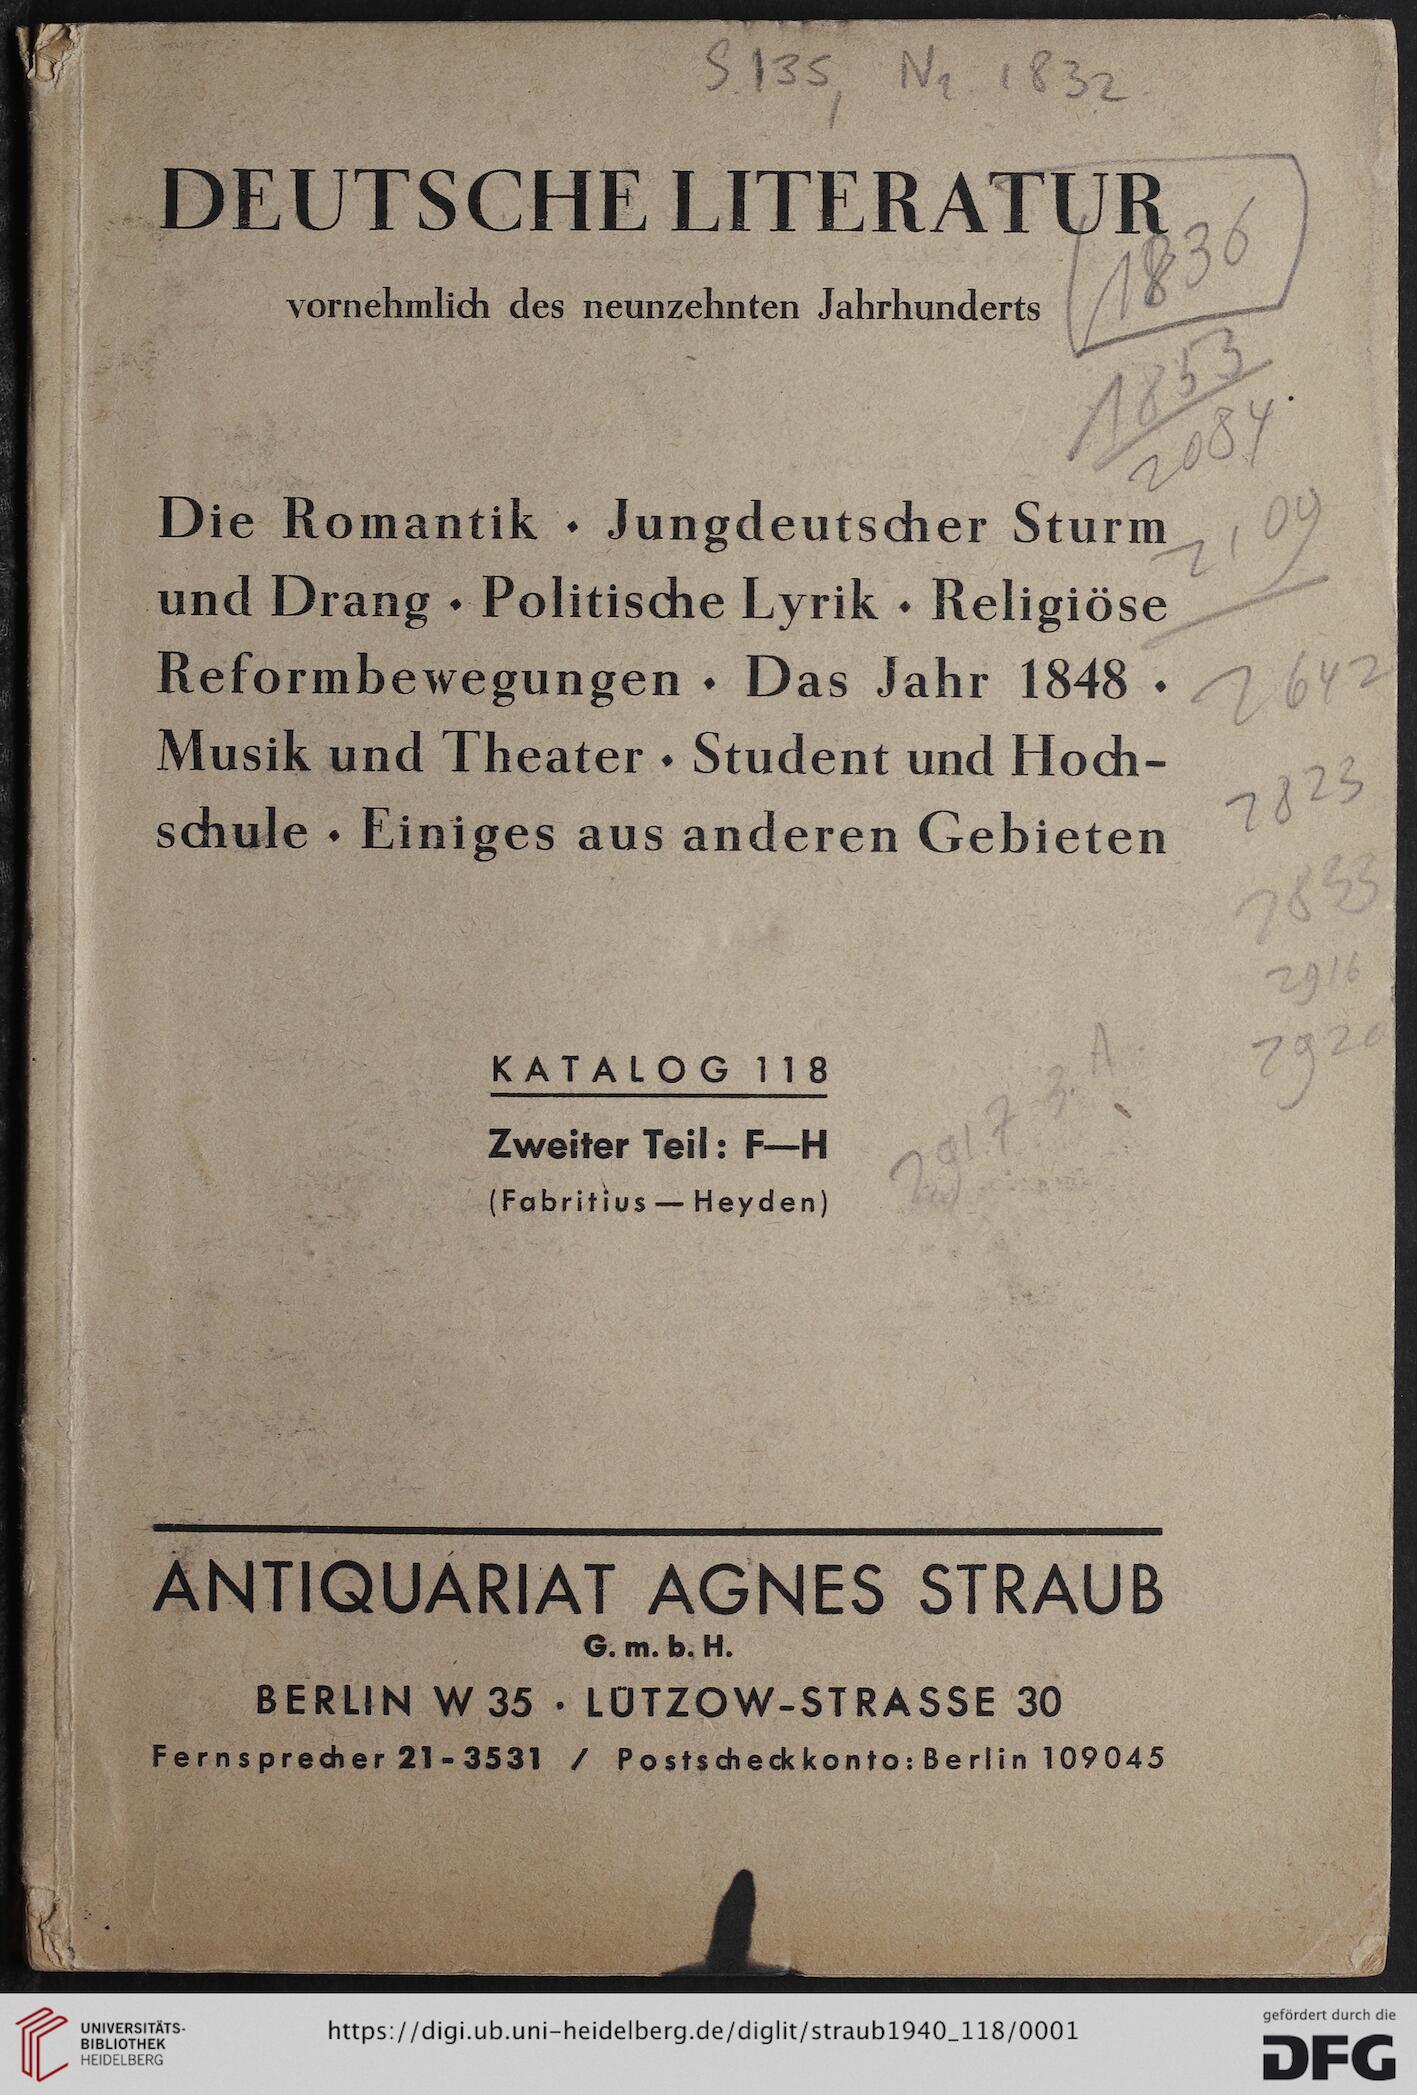 S. 135, Nr. 1832
DEUTSCHE LITERATUR
1836
vornehmlich des neunzehnten Jahrhunderts
1853
2084
Die Romantik · Jungdeutscher Sturm
und Drang · Politische Lyrik · Religiöse
Reformbewegungen · Das Jahr 1848 ·
2642
Musik und Theater · Student und Hoch-
2823
schule · Einiges aus anderen Gebieten
2833
2916
KATALOG 118
Zweiter Teil: F—H
(Fabritius — Heyden)
ANTIQUARIAT AGNES STRAUB
G. m. b. H.
BERLIN W 35 · LÜTZOW-STRASSE 30
Fernsprecher 21-3531 / Postscheckkonto: Berlin 109045
UNIVERSITÄTS-
BIBLIOTHEK
HEIDELBERG
https://digi.ub.uni-heidelberg.de/diglit/straub1940_118/0001
gefördert durch die
DFG